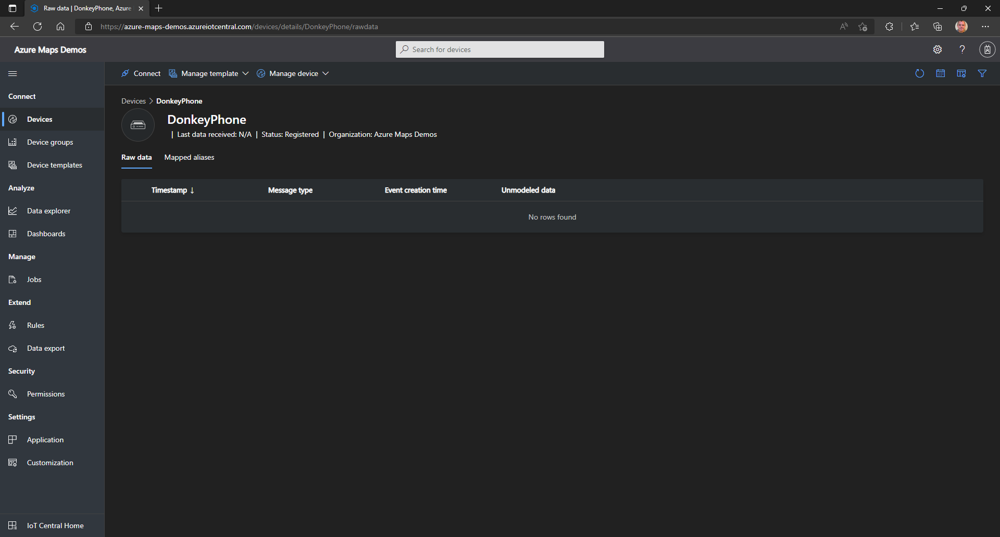 Raw data | DonkeyPhone, Azure
https://azure-maps-demos.azureiotcentral.com/devices/details/DonkeyPhone/rawdata
Azure Maps Demos
Search for devices
Connect
Manage template
Manage device
Connect
Devices
Device groups
Device templates
Analyze
Data explorer
Dashboards
Manage
Jobs
Extend
Rules
Data export
Security
Permissions
Settings
Application
Customization
IoT Central Home
Devices > DonkeyPhone
DonkeyPhone
| Last data received: N/A | Status: Registered | Organization: Azure Maps Demos
Raw data Mapped aliases
Timestamp ↓ Message type Event creation time Unmodeled data
No rows found